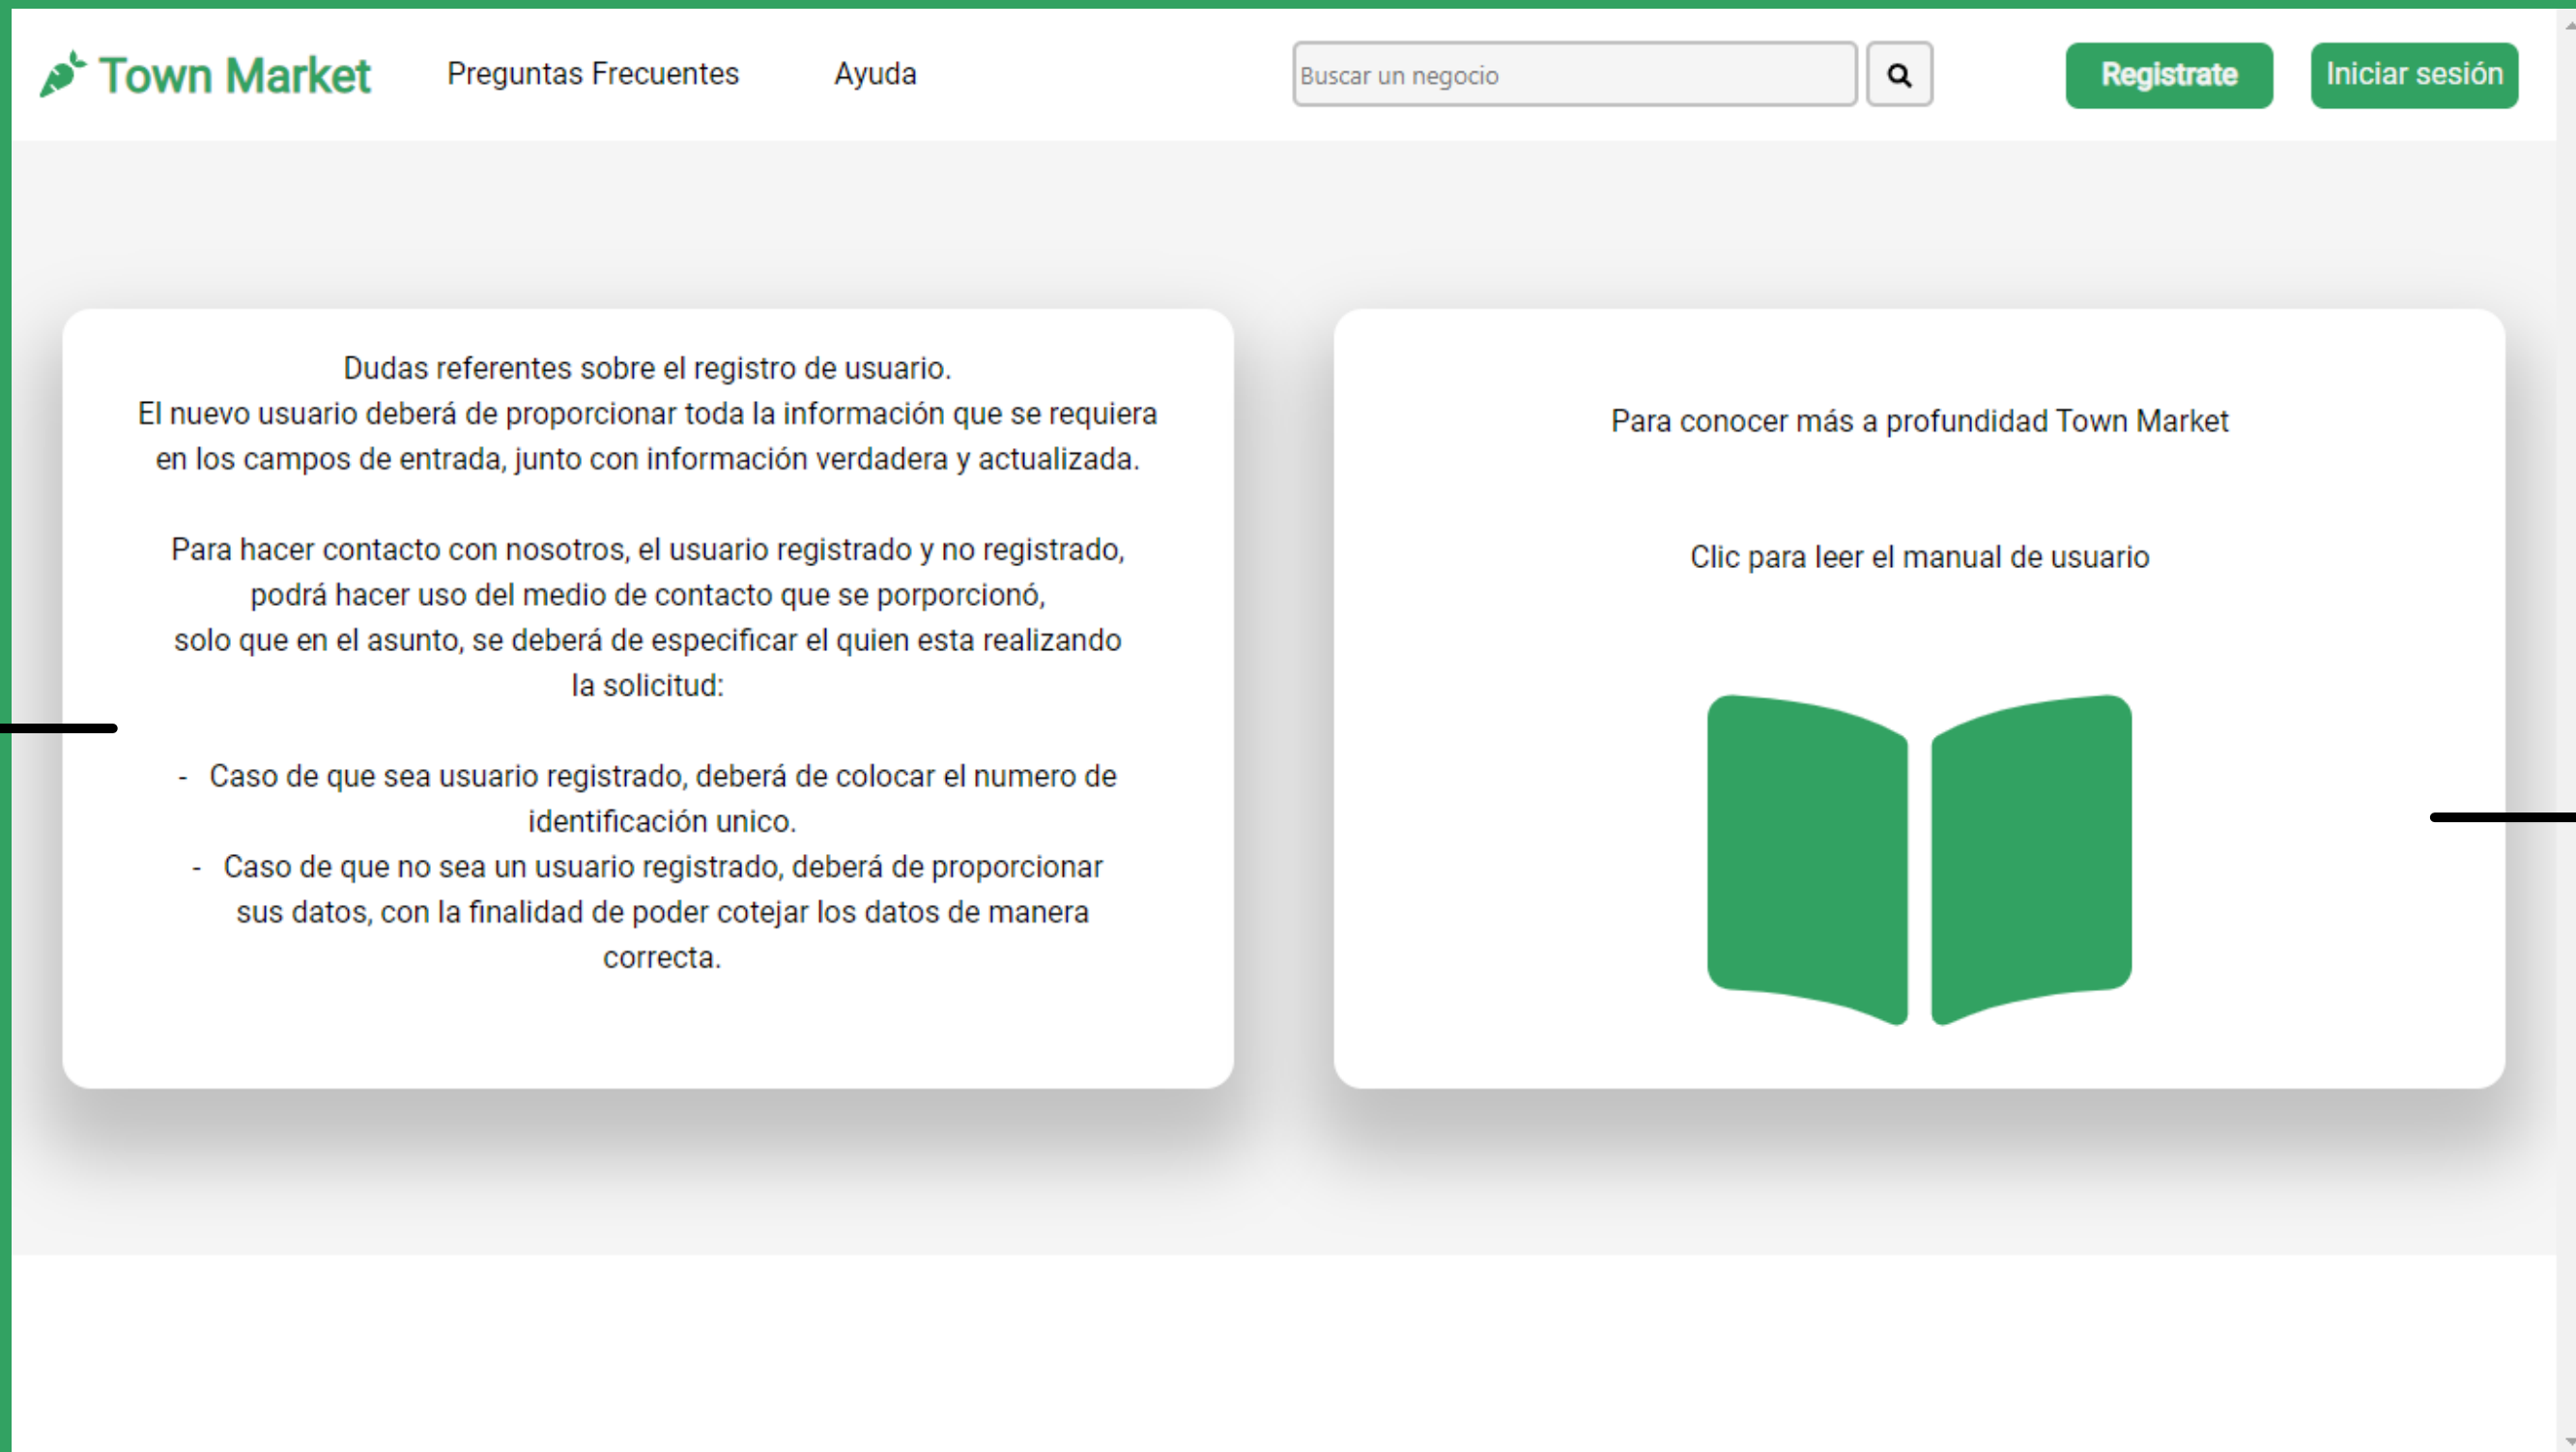 Town Market
Preguntas Frecuentes
Ayuda
Buscar un negocio
Registrate
Iniciar sesión
Dudas referentes sobre el registro de usuario.
El nuevo usuario deberá de proporcionar toda la información que se requiera
en los campos de entrada, junto con información verdadera y actualizada.
Para hacer contacto con nosotros, el usuario registrado y no registrado,
podrá hacer uso del medio de contacto que se porporcionó,
solo que en el asunto, se deberá de especificar el quien esta realizando
la solicitud:
- Caso de que sea usuario registrado, deberá de colocar el numero de
identificación unico.
- Caso de que no sea un usuario registrado, deberá de proporcionar
sus datos, con la finalidad de poder cotejar los datos de manera
correcta.
Para conocer más a profundidad Town Market
Clic para leer el manual de usuario